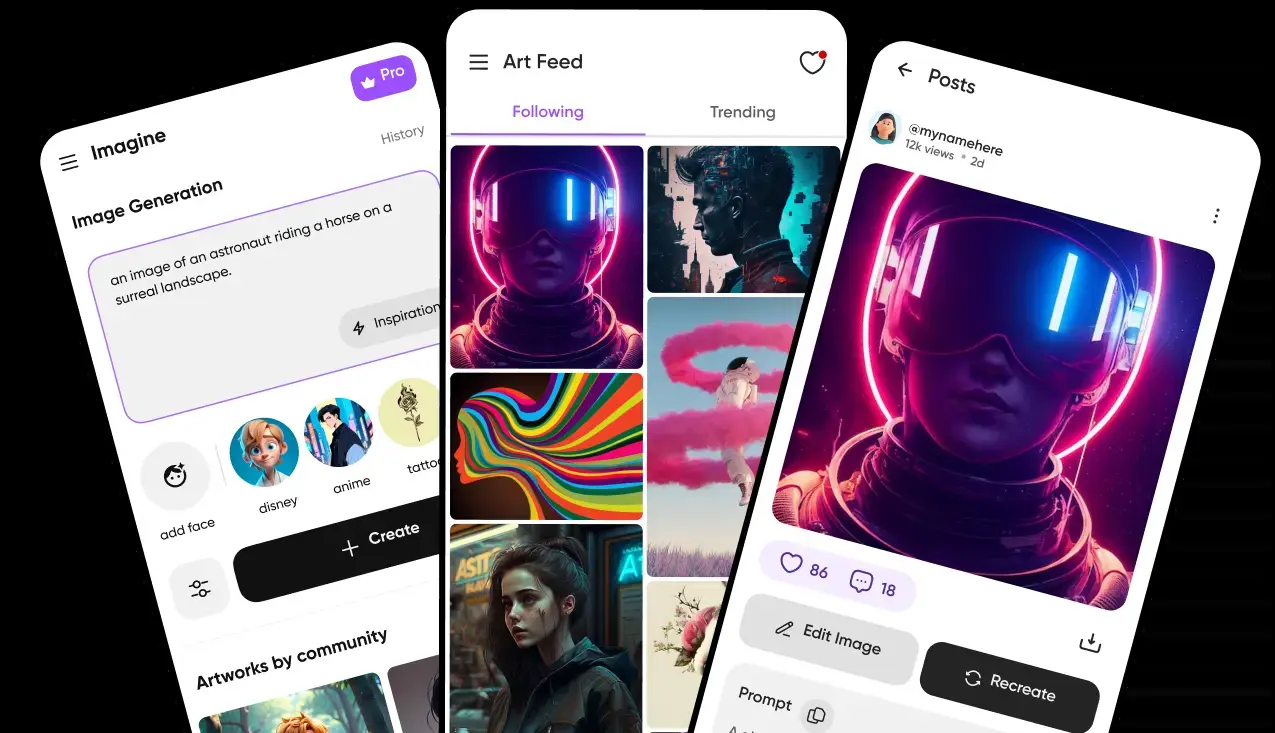 Pro
Imagine
History
Image Generation
an image of an astronaut riding a horse on a
surreal landscape.
Inspiration
add face
disney
anime
tattoo
Create
Artworks by community
Art Feed
Following
Trending
Posts
@mynamehere
12k views • 2d
86
18
Edit Image
Recreate
Prompt